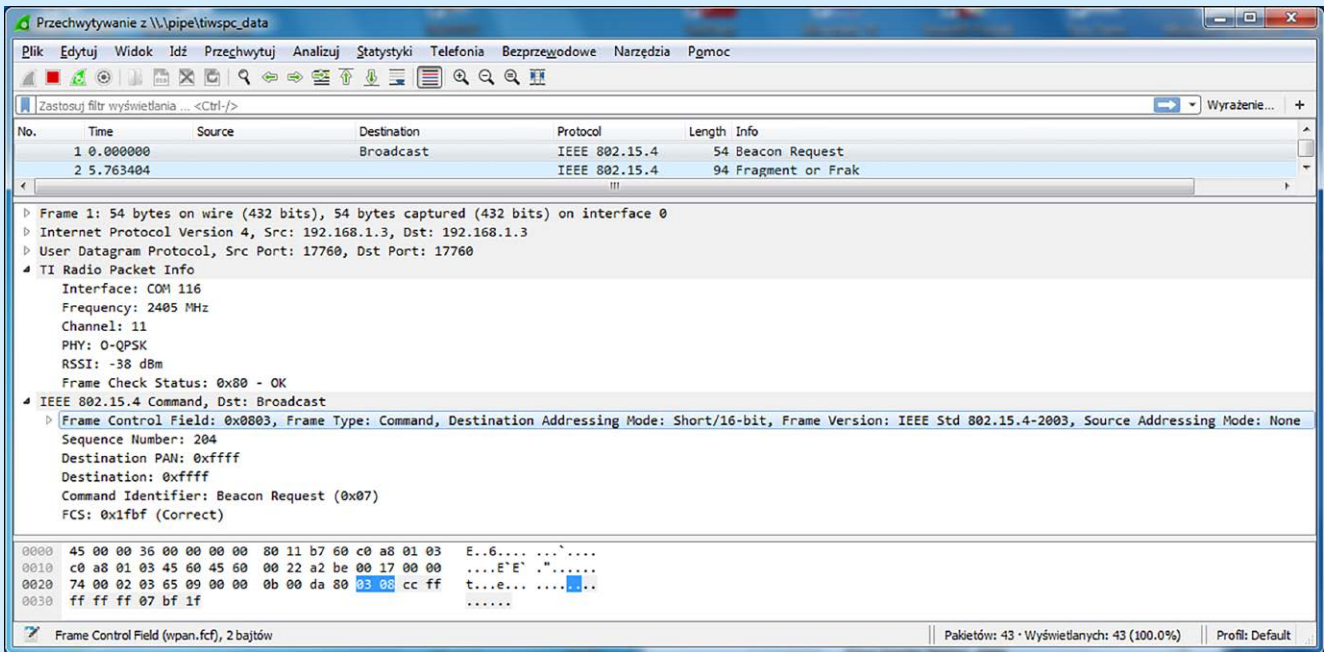 Przechwytywanie z \\.\pipe\tiwspc_data
Plik Edytuj Widok Idź Przechwytuj Analizuj Statystyki Telefonia Bezprzewodowe Narzędzia Pomoc
Zastosuj filtr wyświetlania ... <Ctrl-/> Wyrażenie... +
No. Time Source Destination Protocol Length Info
1 0.000000 Broadcast IEEE 802.15.4 54 Beacon Request
2 5.763404 IEEE 802.15.4 94 Fragment or Frak
Frame 1: 54 bytes on wire (432 bits), 54 bytes captured (432 bits) on interface 0
Internet Protocol Version 4, Src: 192.168.1.3, Dst: 192.168.1.3
User Datagram Protocol, Src Port: 17760, Dst Port: 17760
TI Radio Packet Info
Interface: COM 116
Frequency: 2405 MHz
Channel: 11
PHY: O-QPSK
RSSI: -38 dBm
Frame Check Status: 0x80 - OK
IEEE 802.15.4 Command, Dst: Broadcast
Frame Control Field: 0x0803, Frame Type: Command, Destination Addressing Mode: Short/16-bit, Frame Version: IEEE Std 802.15.4-2003, Source Addressing Mode: None
Sequence Number: 204
Destination PAN: 0xffff
Destination: 0xffff
Command Identifier: Beacon Request (0x07)
FCS: 0x1fbf (Correct)
0000 45 00 00 36 00 00 00 00 80 11 b7 60 c0 a8 01 03 E..6.... ...`....
0010 c0 a8 01 03 45 60 45 60 00 22 a2 be 00 17 00 00 ....E`E` ."......
0020 74 00 02 03 65 09 00 00 0b 00 da 80 03 08 cc ff t...e... ........
0030 ff ff ff 07 bf 1f ......
Frame Control Field (wpan.fcf), 2 bajtów Pakietów: 43 · Wyświetlanych: 43 (100.0%) Profil: Default